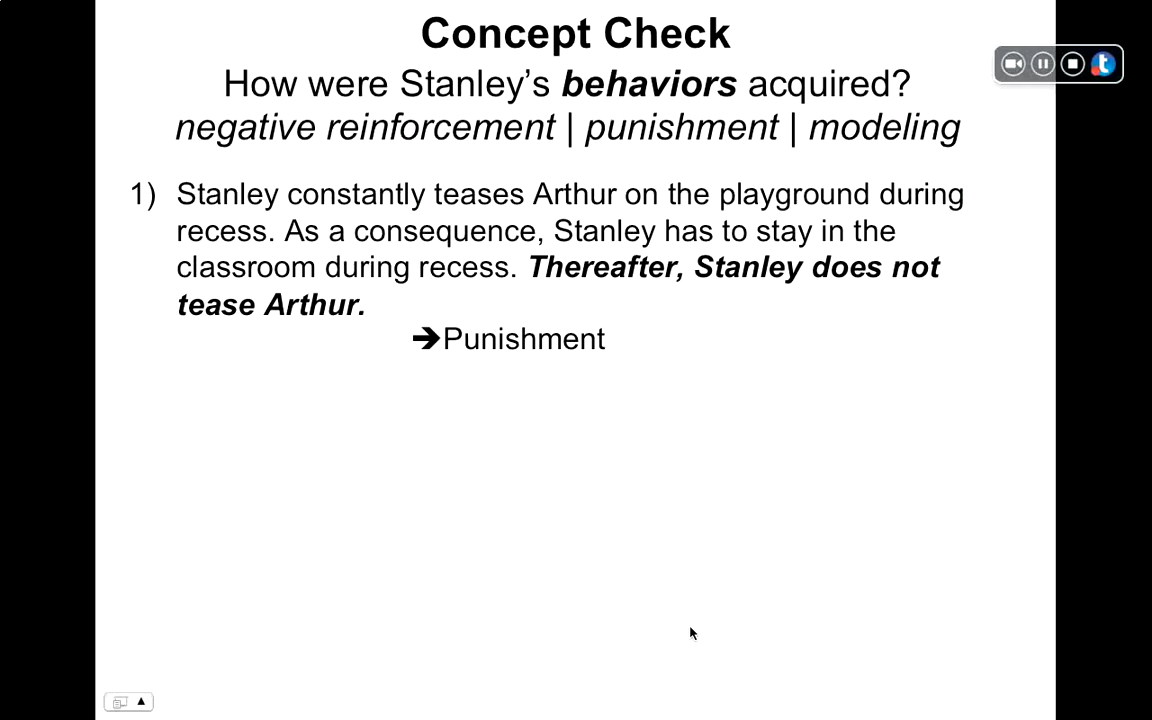 Concept Check
How were Stanley’s behaviors acquired?
negative reinforcement | punishment | modeling
1) Stanley constantly teases Arthur on the playground during
recess. As a consequence, Stanley has to stay in the
classroom during recess. Thereafter, Stanley does not
tease Arthur.
➔Punishment